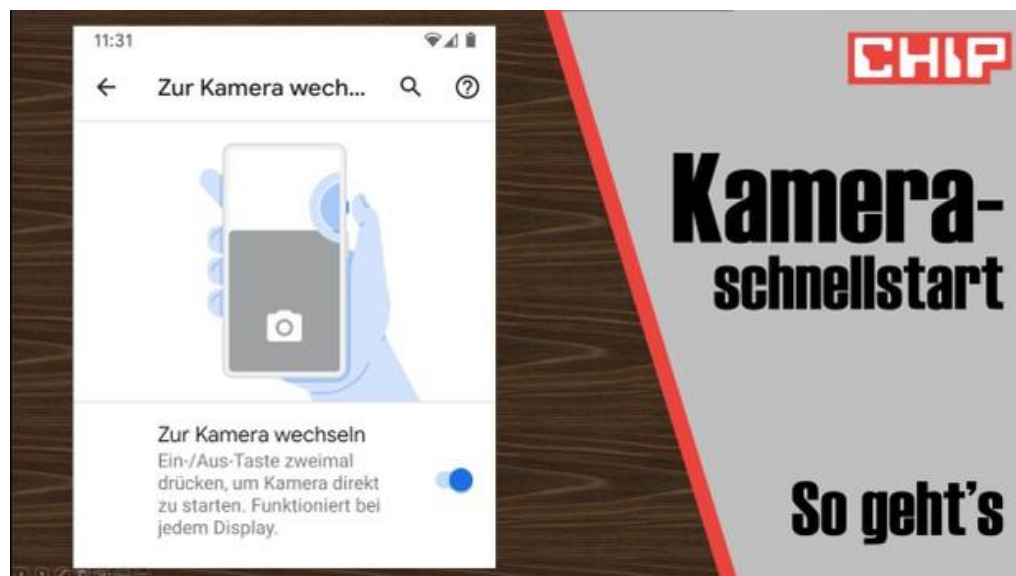 11:31
Zur Kamera wech...
Zur Kamera wechseln
Ein-/Aus-Taste zweimal
drücken, um Kamera direkt
zu starten. Funktioniert bei
jedem Display.
CHIP
Kamera-
schnellstart
So geht's